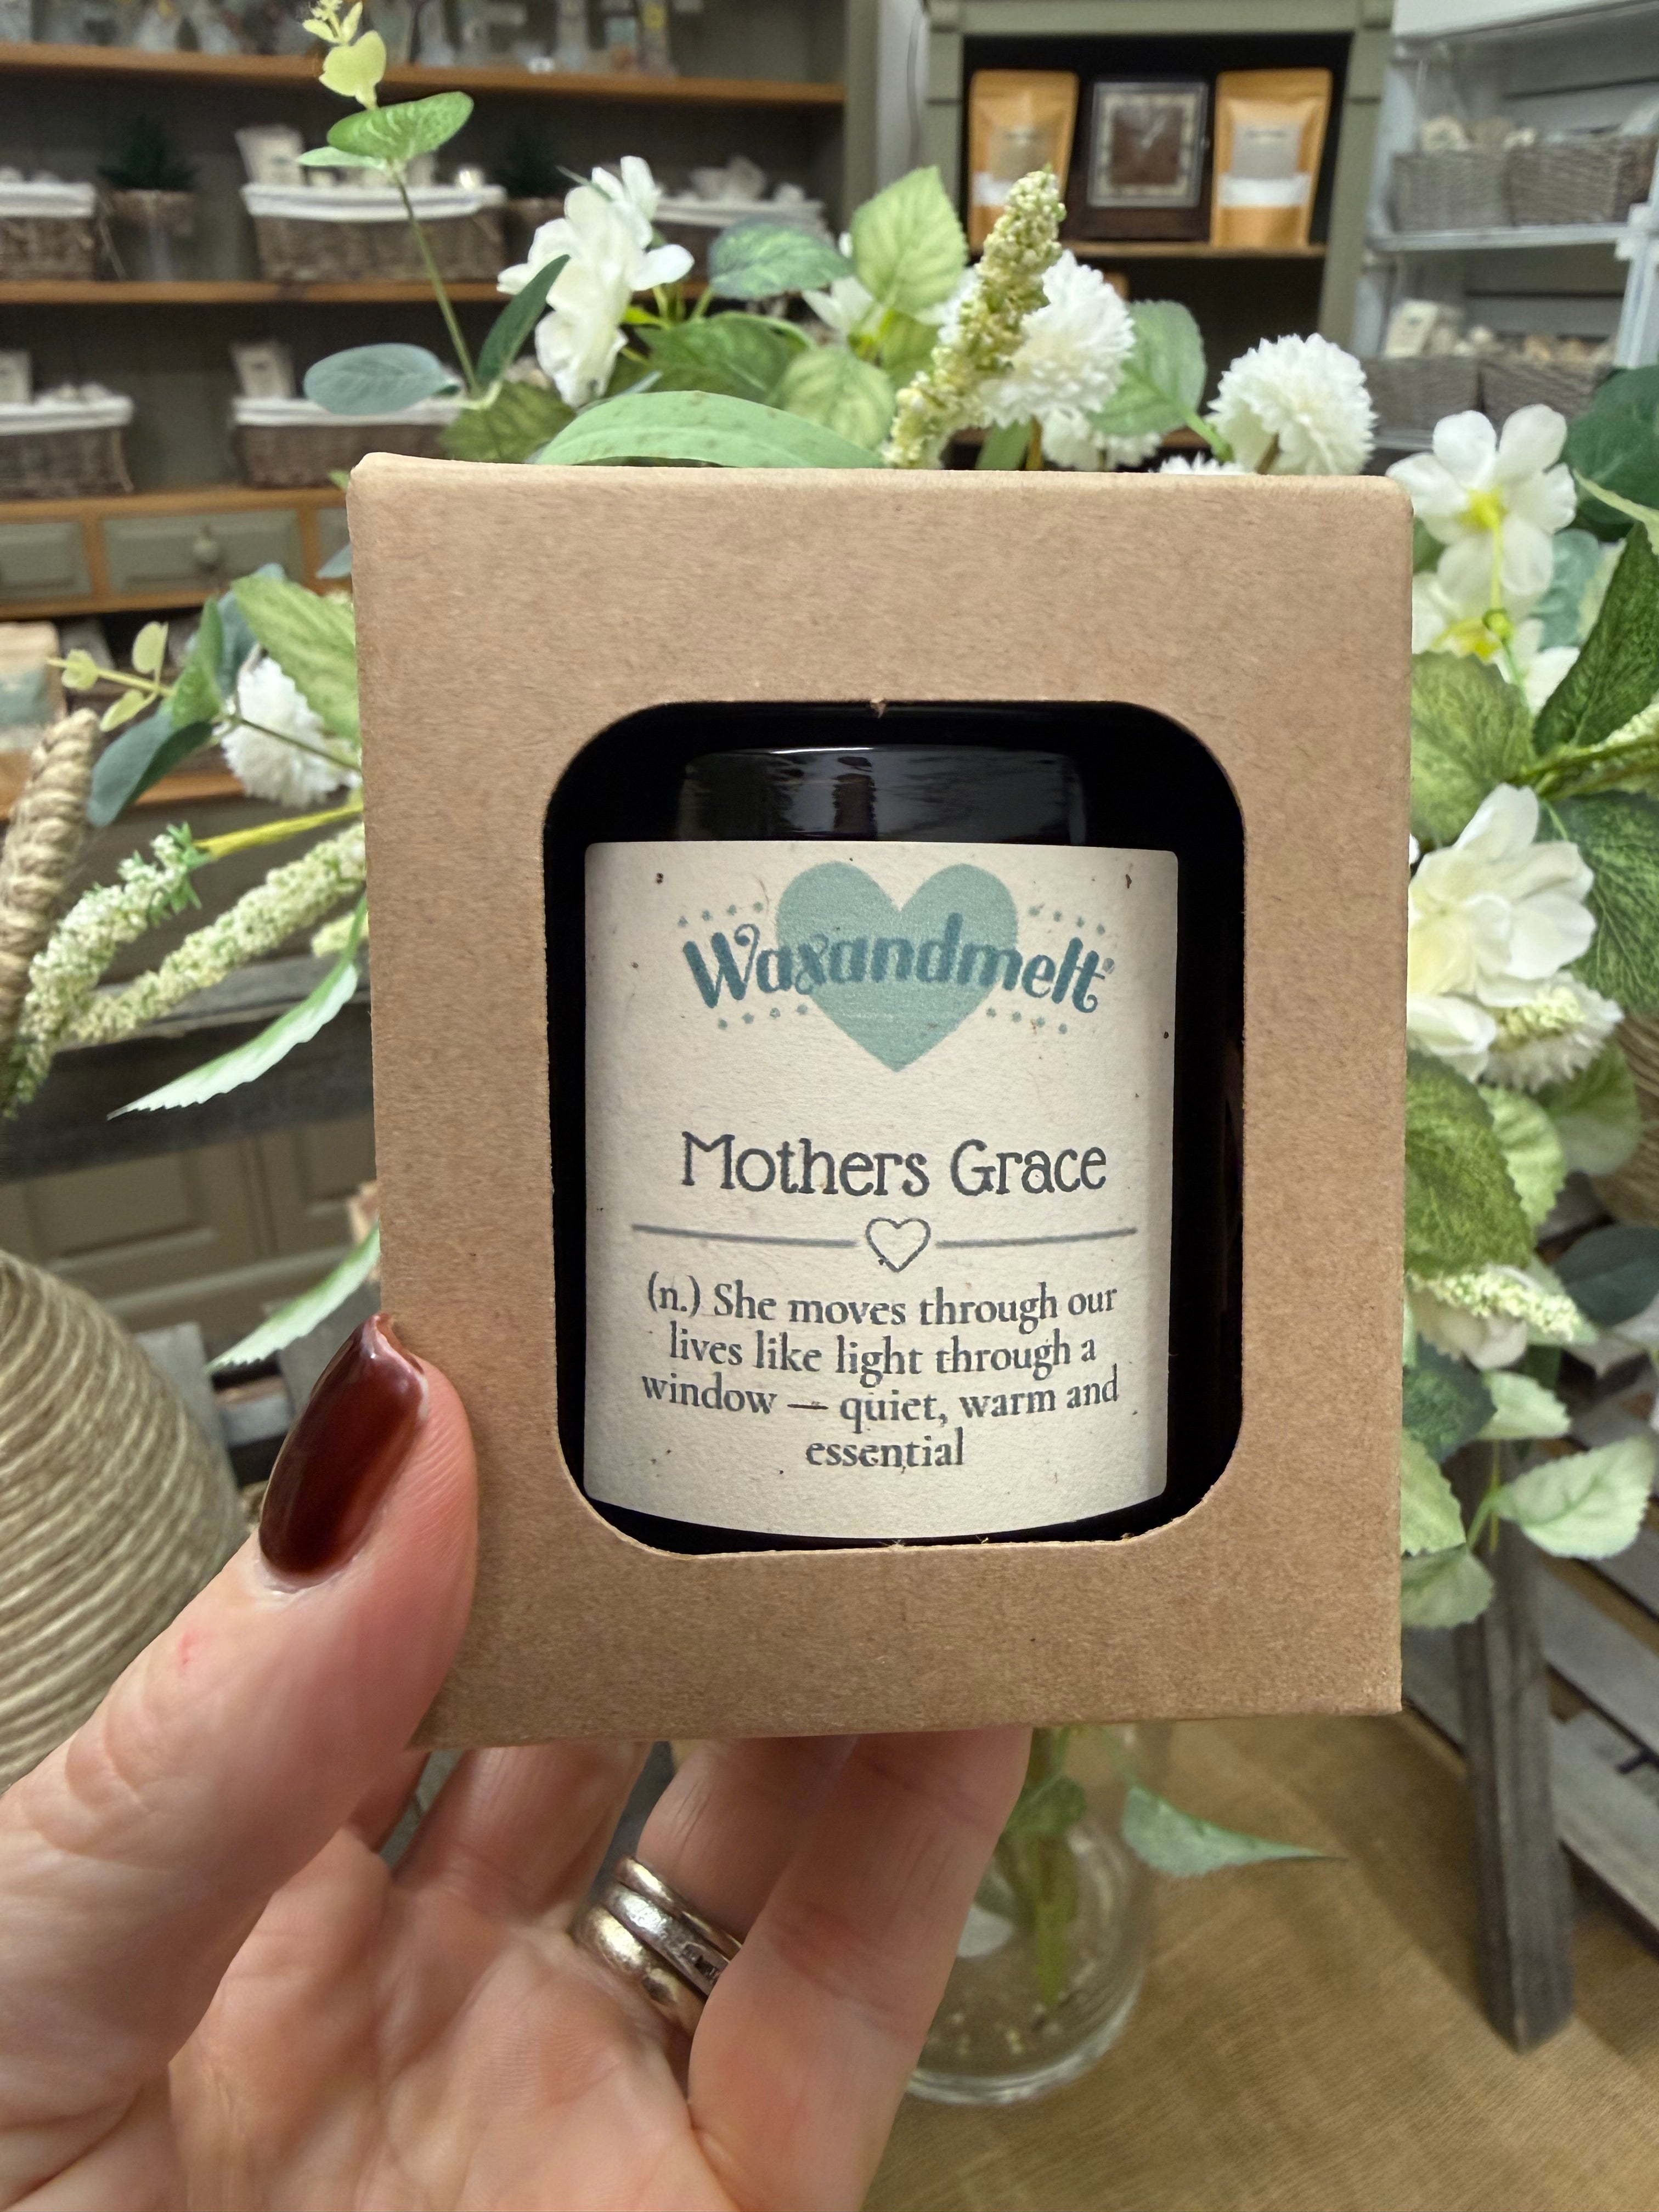 Waxandmelt
Mothers Grace
(n.) She moves through our
lives like light through a
window — quiet, warm and
essential